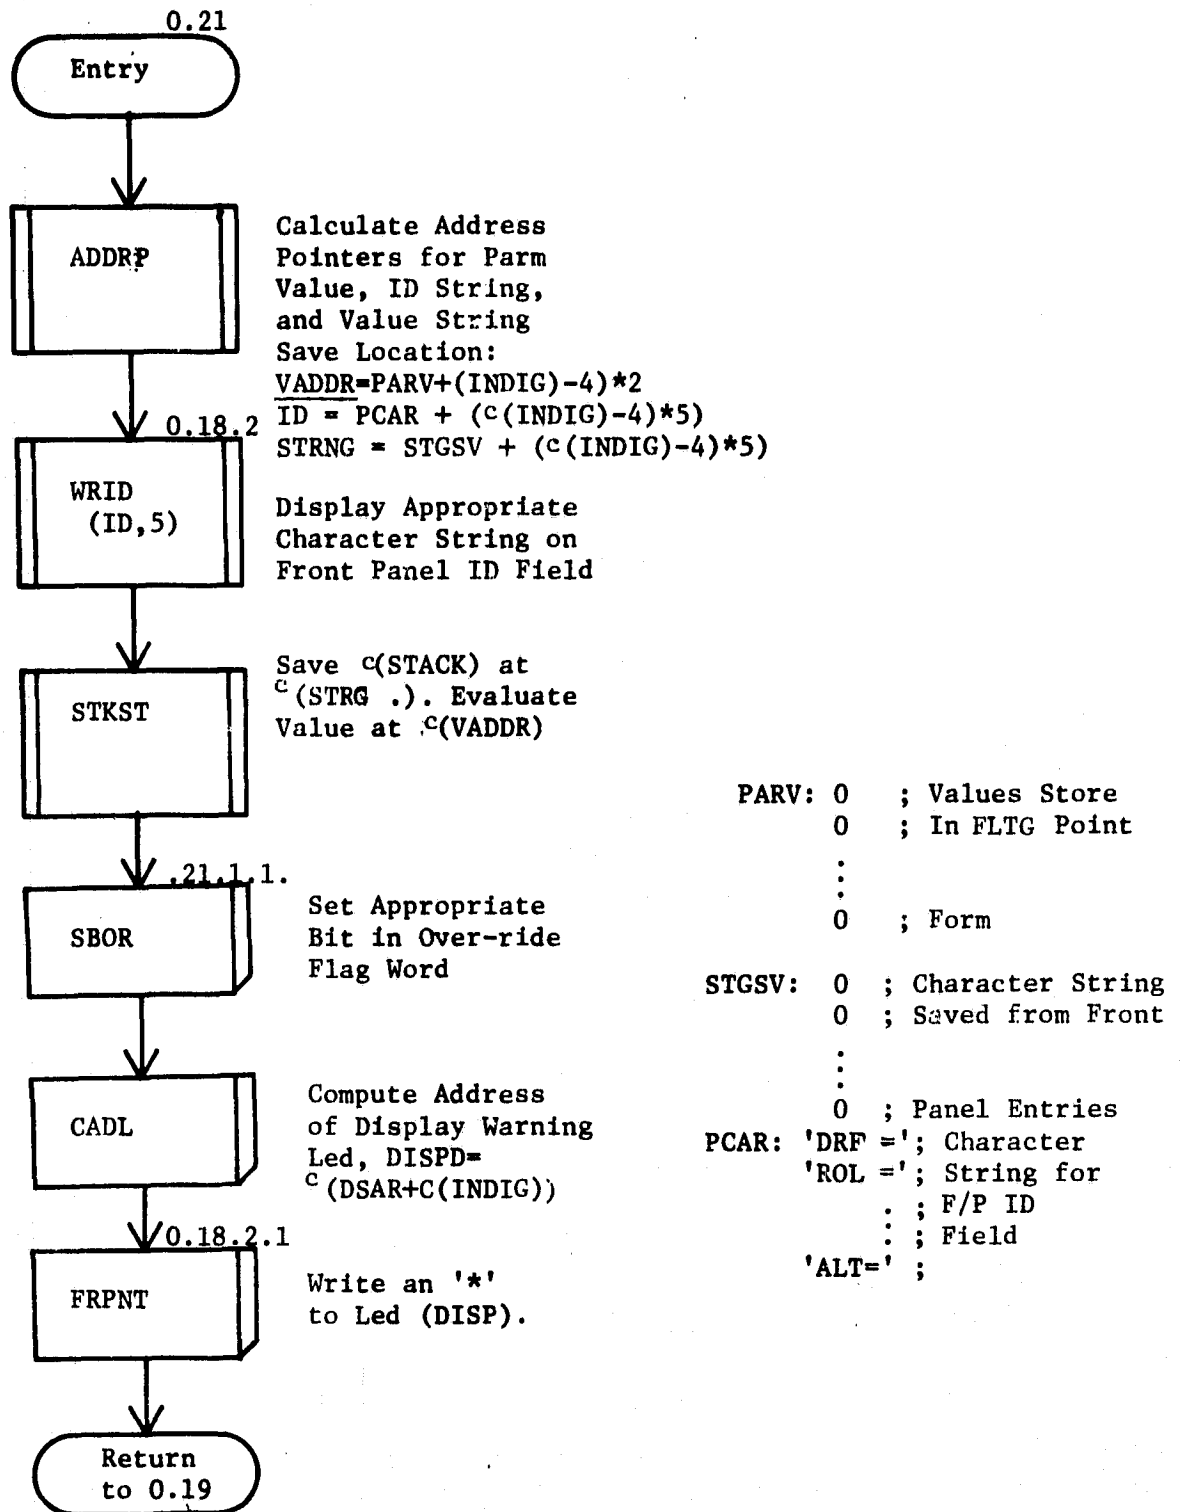 0.21
Entry
ADDRP
Calculate Address
Pointers for Parm
Value, ID String,
and Value String
Save Location:
VADDR=PARV+(INDIG)-4)*2
ID = PCAR + (c(INDIG)-4)*5)
STRNG = STGSV + (c(INDIG)-4)*5)
0.18.2
WRID
(ID,5)
Display Appropriate
Character String on
Front Panel ID Field
STKST
Save c(STACK) at
c(STRG .). Evaluate
Value at c(VADDR)
.21.1.1.
SBOR
Set Appropriate
Bit in Over-ride
Flag Word
CADL
Compute Address
of Display Warning
Led, DISPD=
c(DSAR+C(INDIG))
0.18.2.1
FRPNT
Write an '*'
to Led (DISP).
Return
to 0.19
PARV: 0 ; Values Store
0 ; In FLTG Point
.
:
0 ; Form
STGSV: 0 ; Character String
0 ; Saved from Front
.
:
0 ; Panel Entries
PCAR: 'DRF ='; Character
'ROL ='; String for
. ; F/P ID
: ; Field
'ALT=' ;